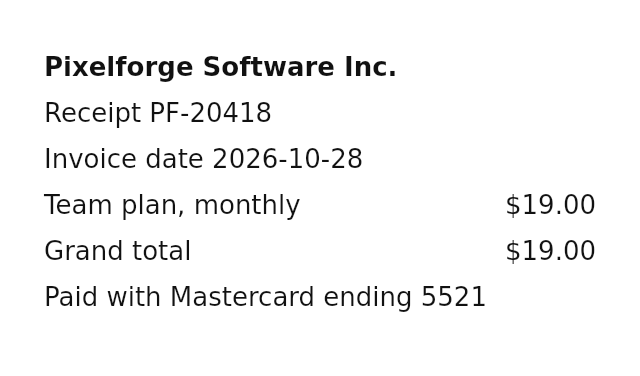 Pixelforge Software Inc.
Receipt PF-20418
Invoice date 2026-10-28
Team plan, monthly $19.00
Grand total $19.00
Paid with Mastercard ending 5521